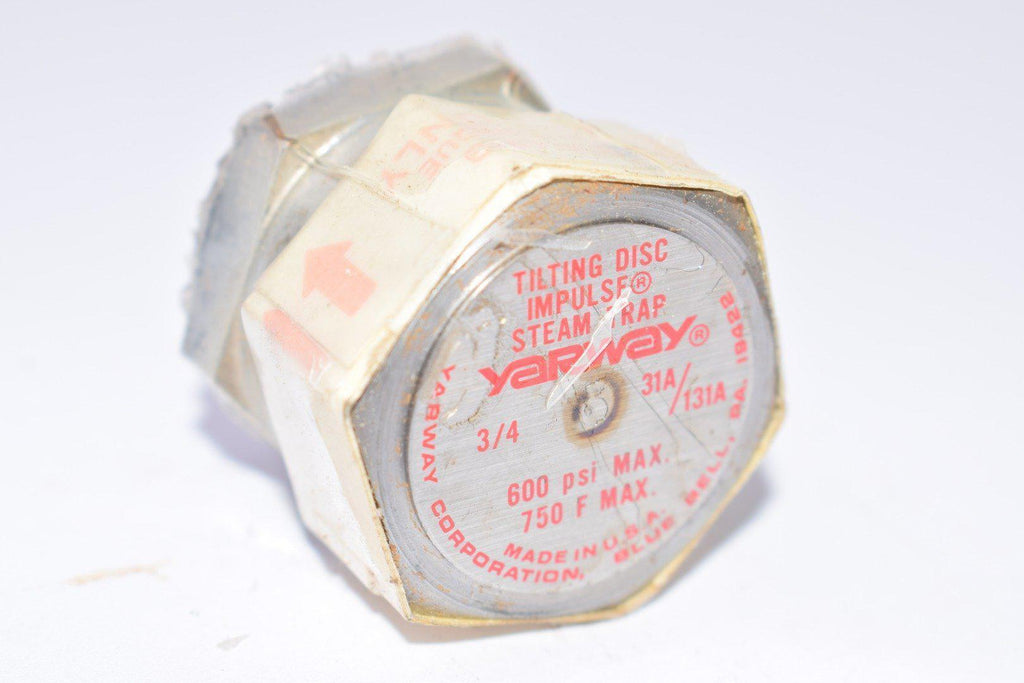 TILTING DISC
IMPULSE®
STEAM TRAP
YARWAY®
31A/131A
3/4
600 psi MAX.
750 F MAX.
MADE IN U.S.A.
YARWAY CORPORATION, BLUE BELL, PA. 19422